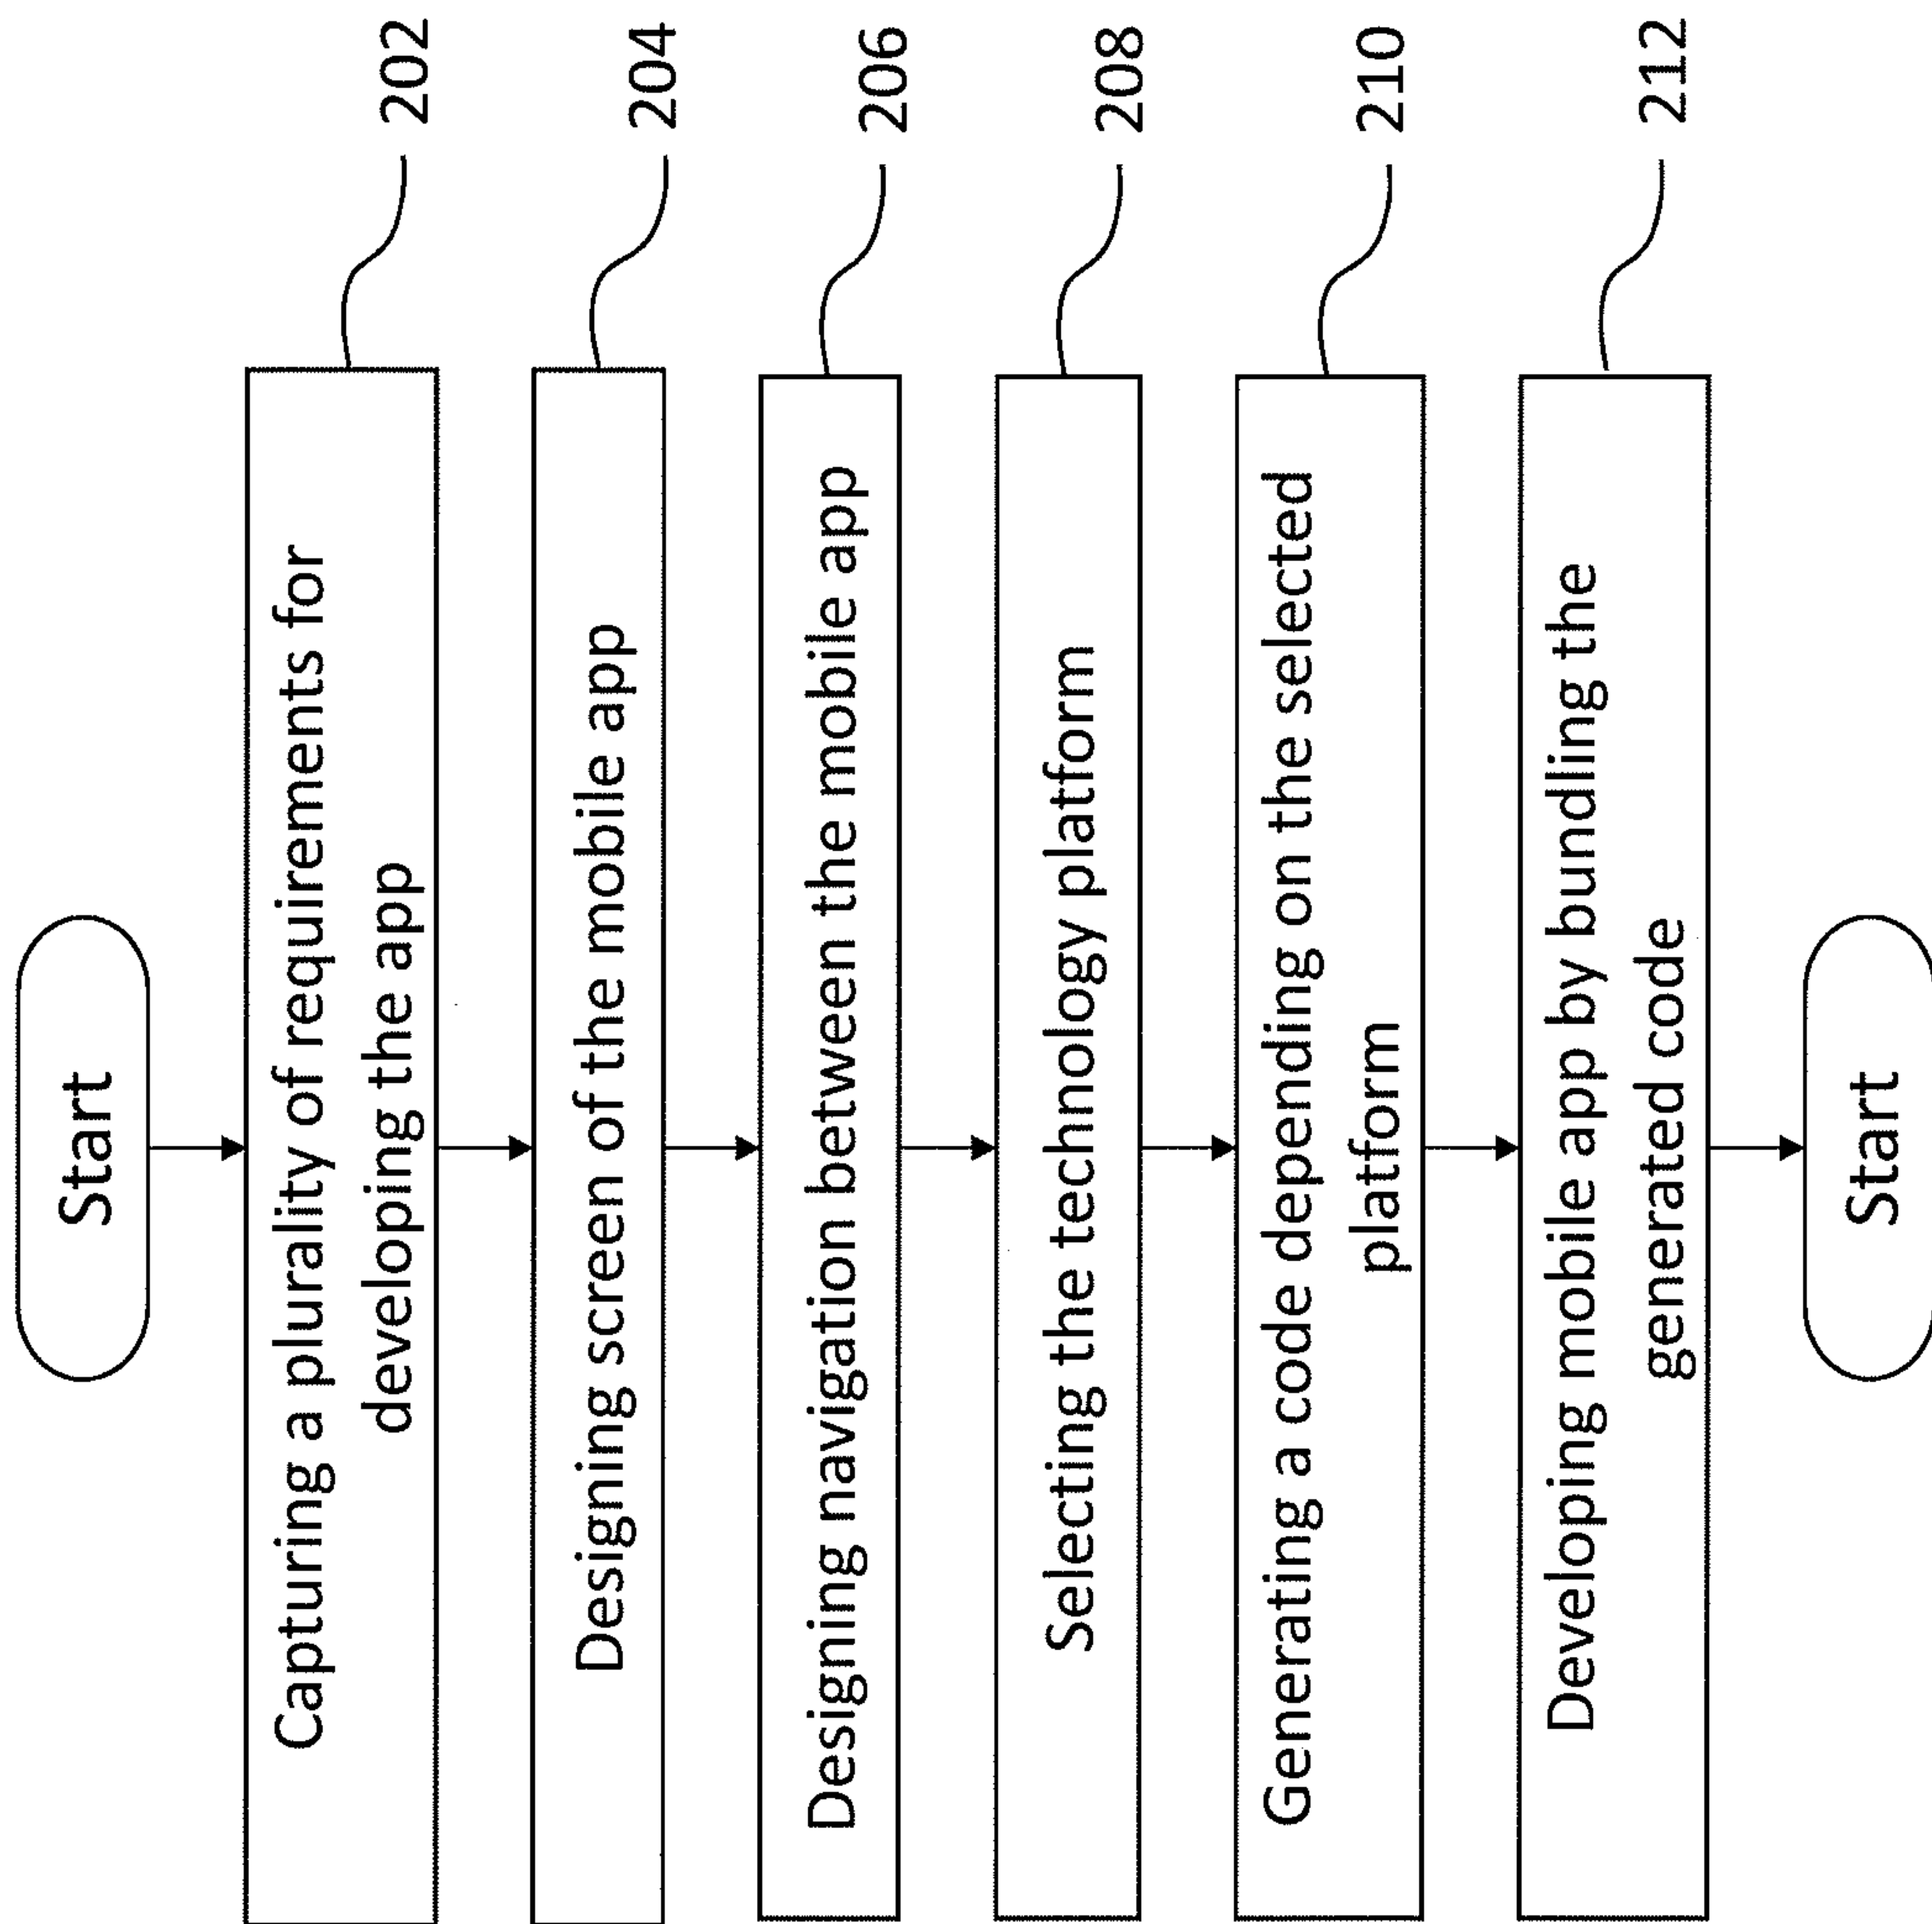 Start
Capturing a plurality of requirements for
developing the app
202
Designing screen of the mobile app
204
Designing navigation between the mobile app
206
Selecting the technology platform
208
Generating a code depending on the selected
platform
210
Developing mobile app by bundling the
generated code
212
Start